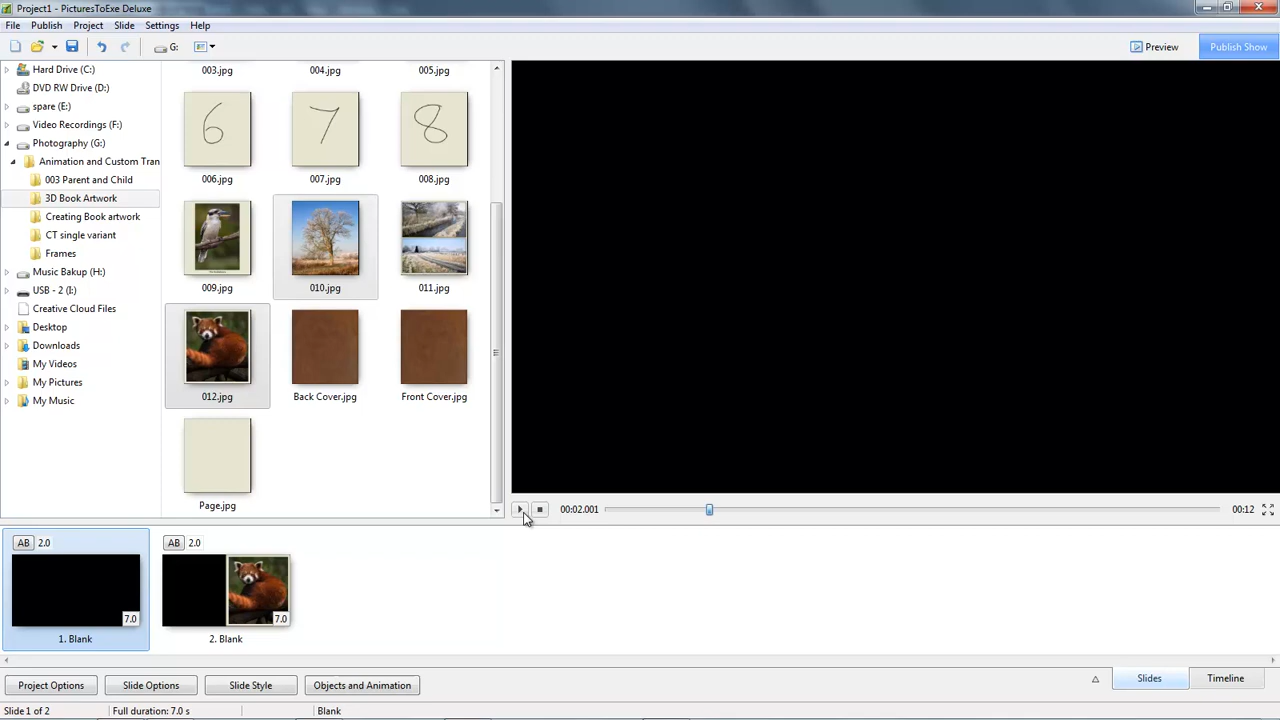 Project1 - PicturesToExe Deluxe
File Publish Project Slide Settings Help
G: Preview Publish Show
Hard Drive (C:)
DVD RW Drive (D:)
spare (E:)
Video Recordings (F:)
Photography (G:)
Animation and Custom Tran
003 Parent and Child
3D Book Artwork
Creating Book artwork
CT single variant
Frames
Music Bakup (H:)
USB - 2 (I:)
Creative Cloud Files
Desktop
Downloads
My Videos
My Pictures
My Music
003.jpg 004.jpg 005.jpg
6 7 8
006.jpg 007.jpg 008.jpg
009.jpg 010.jpg 011.jpg
012.jpg Back Cover.jpg Front Cover.jpg
Page.jpg
00:02.001 00:12
AB 2.0 AB 2.0
7.0 7.0
1. Blank 2. Blank
Project Options Slide Options Slide Style Objects and Animation Slides Timeline
Slide 1 of 2 Full duration: 7.0 s Blank